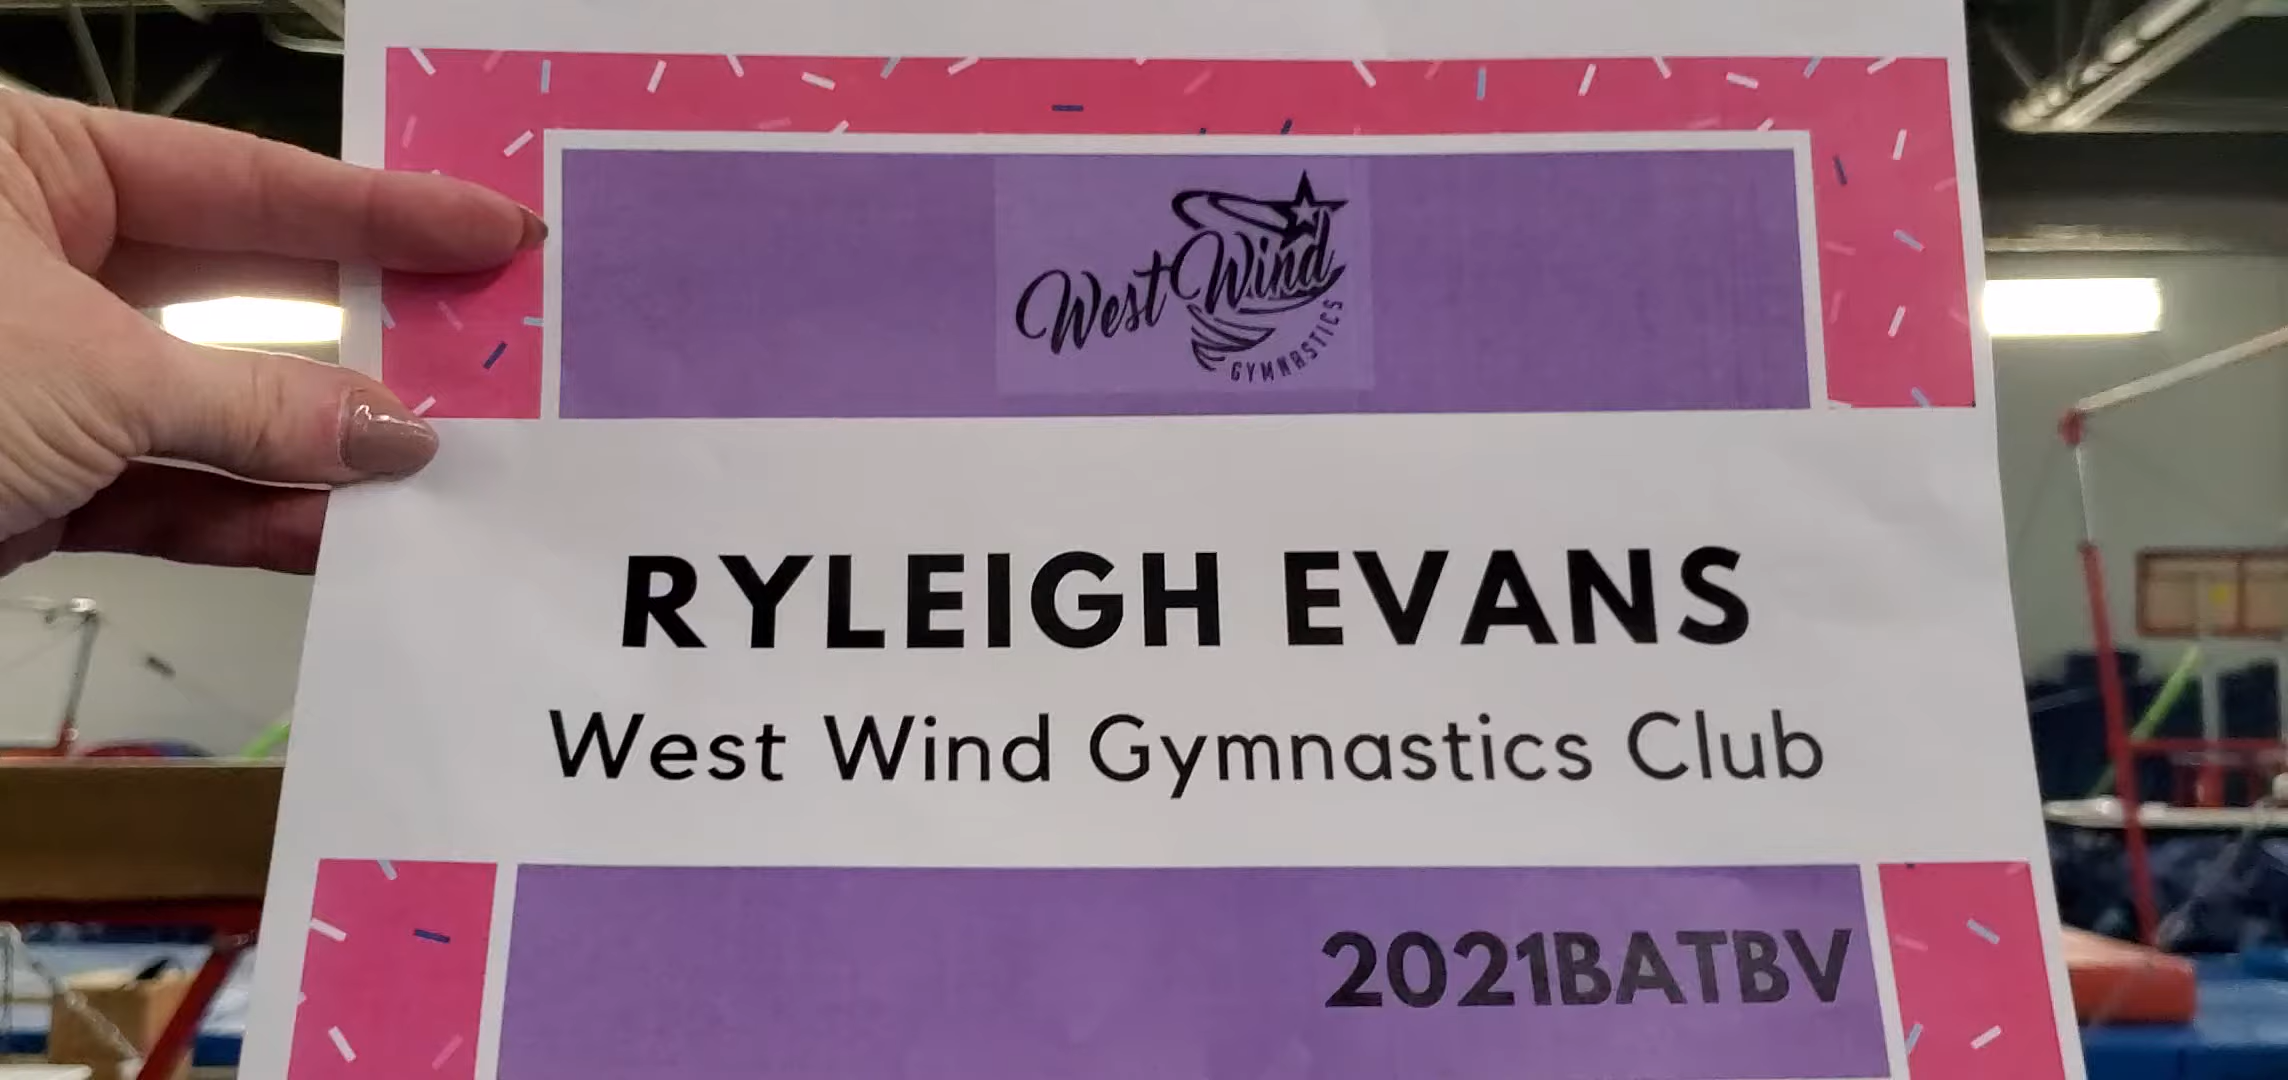 West Wind
GYMNASTICS
RYLEIGH EVANS
West Wind Gymnastics Club
2021BATBV